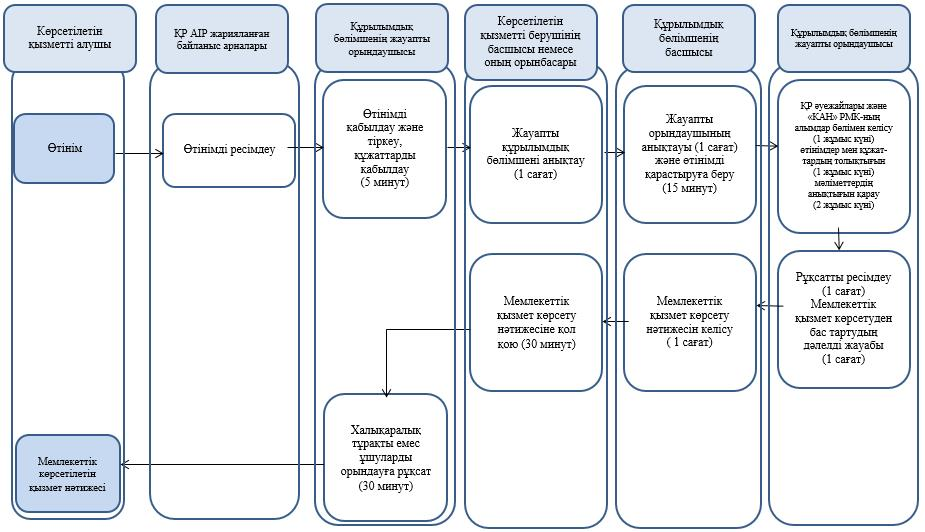 Көрсетілетін
қызметті алушы
ҚР AIP жарияланған
байланыс арналары
Құрылымдық
бөлімшенің жауапты
орындаушысы
Көрсетілетін
қызметті берушінің
басшысы немесе
оның орынбасары
Құрылымдық
бөлімшенің
басшысы
Құрылымдық бөлімшенің
жауапты орындаушысы
Өтінім
Өтінімді ресімдеу
Өтінімді
қабылдау және
тіркеу,
құжаттарды
қабылдау
(5 минут)
Жауапты
құрылымдық
бөлімшені анықтау
(1 сағат)
Жауапты
орындаушының
анықтауы (1 сағат)
және өтінімді
қарастыруға беру
(15 минут)
ҚР әуежайлары және
«КАН» РМК-ның
алымдар бөлімен келісу
(1 жұмыс күні)
өтінімдер мен құжат-
тардың толықтығын
(1 жұмыс күні)
мәліметтердің
анықтығын қарау
(2 жұмыс күні)
Рұқсатты ресімдеу
(1 сағат)
Мемлекеттік
қызмет көрсетуден
бас тартудың
дәлелді жауабы
(1 сағат)
Мемлекеттік
қызмет көрсету
нәтижесін келісу
( 1 сағат)
Мемлекеттік
қызмет көрсету
нәтижесіне қол
қою (30 минут)
Халықаралық
тұрақты емес
ұшуларды
орындауға рұқсат
(30 минут)
Мемлекеттік
көрсетілетін
қызмет нәтижесі